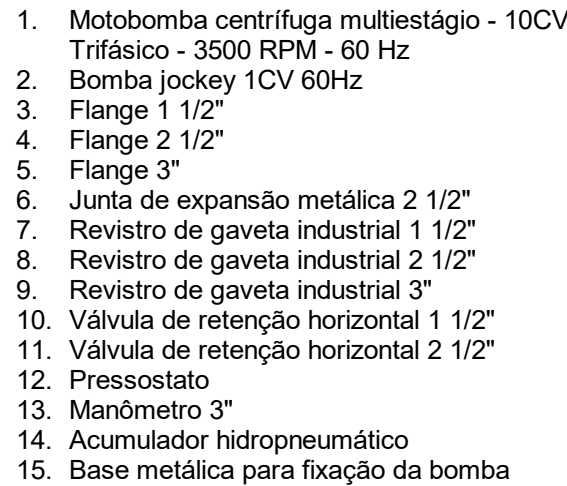 1. Motobomba centrífuga multiestágio - 10CV
Trifásico - 3500 RPM - 60 Hz
2. Bomba jockey 1CV 60Hz
3. Flange 1 1/2"
4. Flange 2 1/2"
5. Flange 3"
6. Junta de expansão metálica 2 1/2"
7. Revistro de gaveta industrial 1 1/2"
8. Revistro de gaveta industrial 2 1/2"
9. Revistro de gaveta industrial 3"
10. Válvula de retenção horizontal 1 1/2"
11. Válvula de retenção horizontal 2 1/2"
12. Pressostato
13. Manômetro 3"
14. Acumulador hidropneumático
15. Base metálica para fixação da bomba